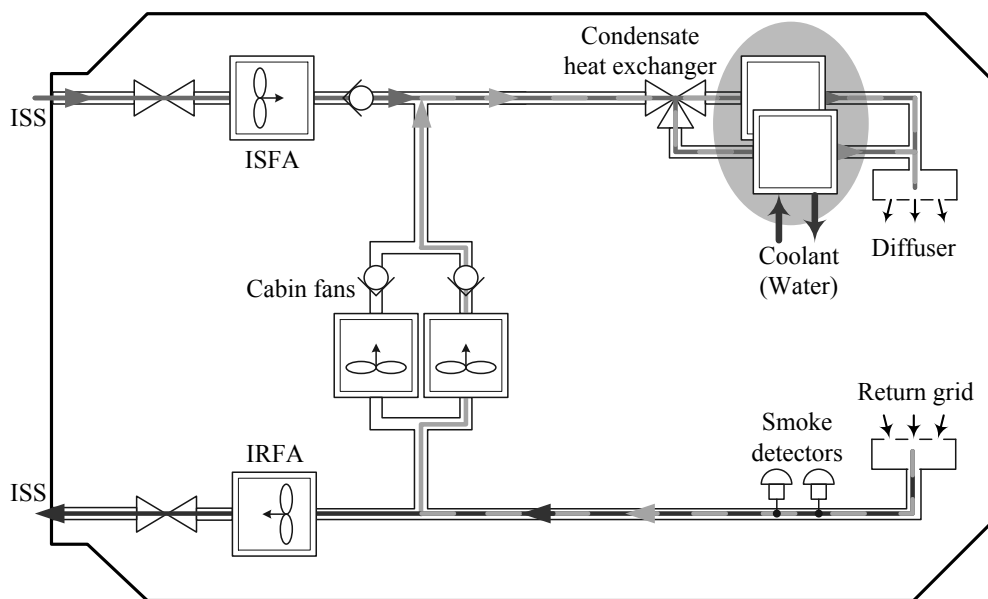 Condensate
heat exchanger
ISS
ISFA
Diffuser
Coolant
(Water)
Cabin fans
Return grid
Smoke
detectors
IRFA
ISS